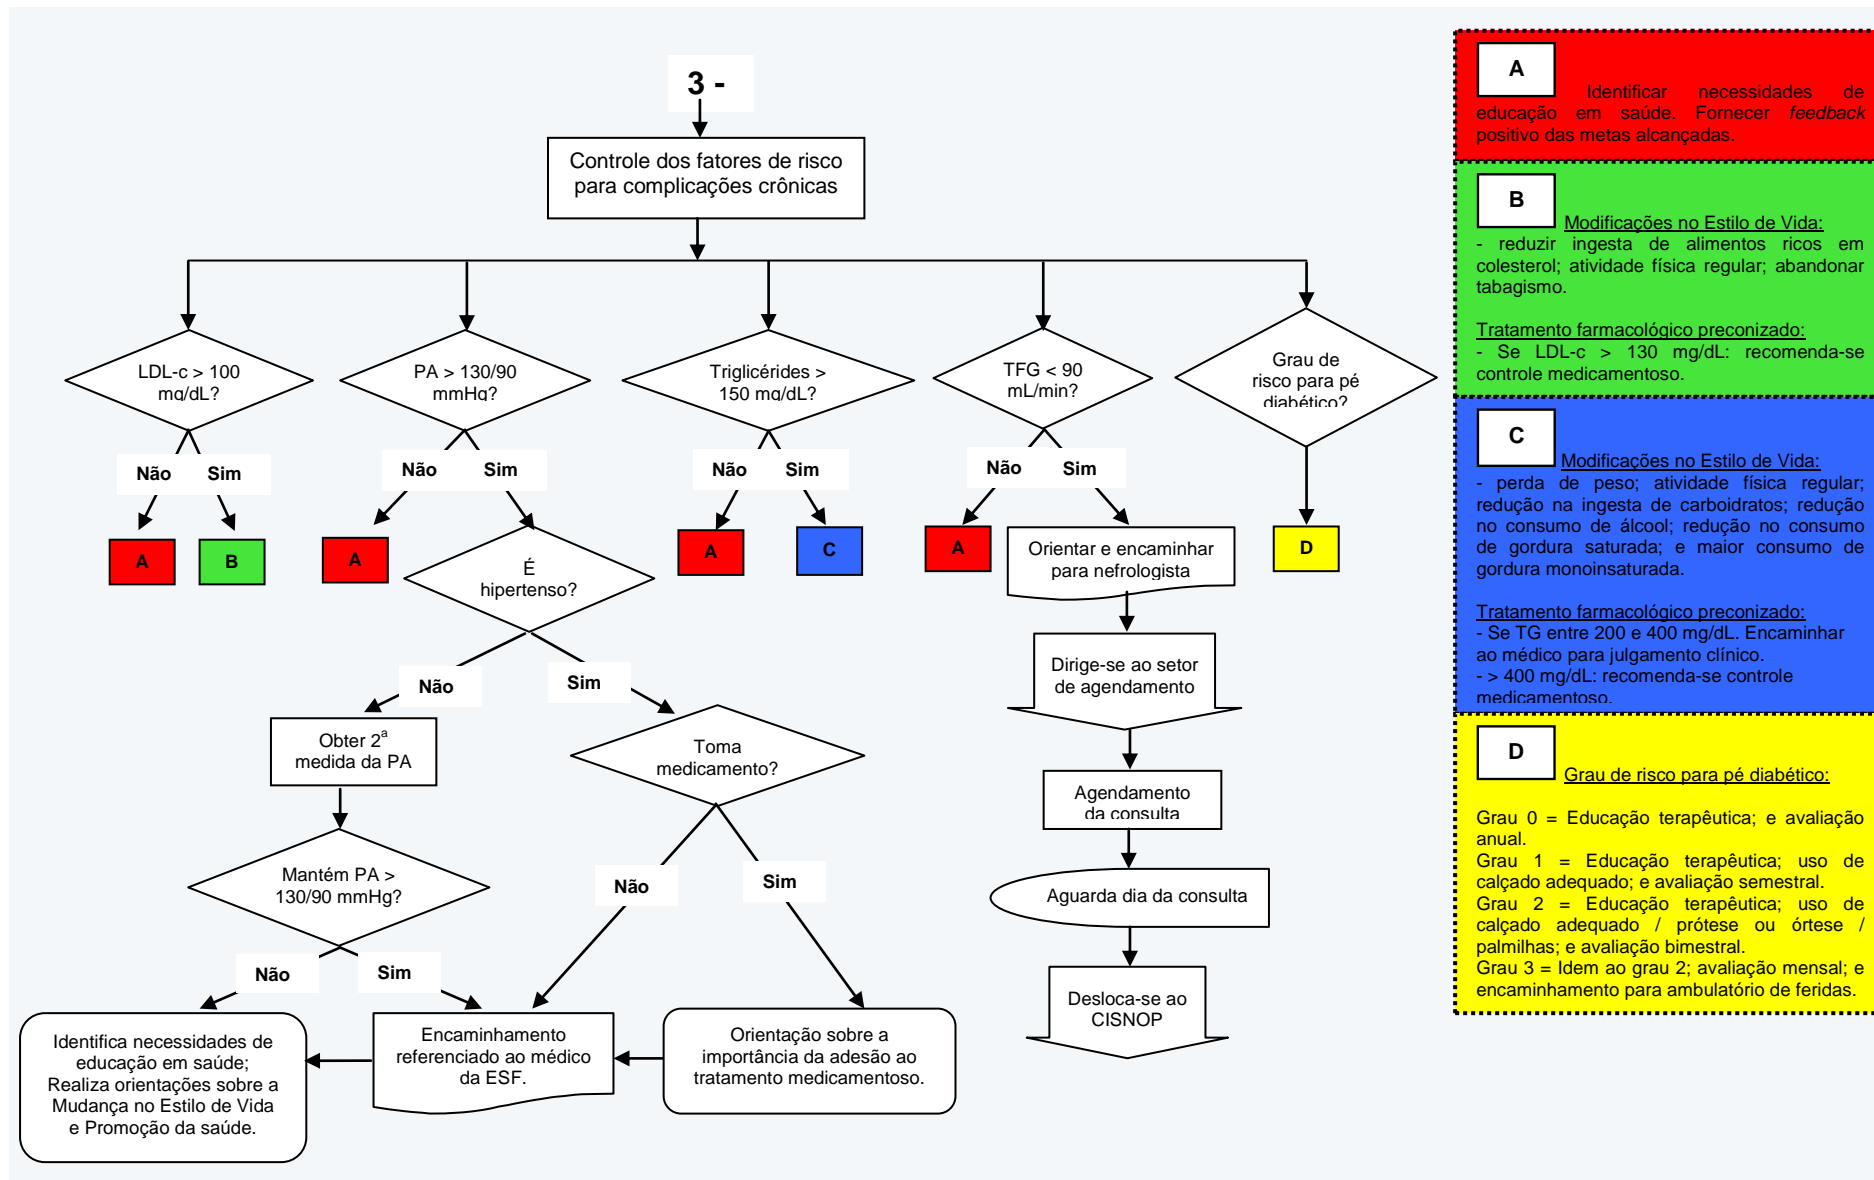 3 -
Controle dos fatores de risco
para complicações crônicas
LDL-c > 100
mg/dL?
PA > 130/90
mmHg?
Triglicérides >
150 mg/dL?
TFG < 90
mL/min?
Grau de
risco para pé
diabético?
Não
Sim
Não
Sim
Não
Sim
Não
Sim
A
B
A
A
C
A
D
É
hipertenso?
Orientar e encaminhar
para nefrologista
Não
Sim
Dirige-se ao setor
de agendamento
Obter 2ª
medida da PA
Toma
medicamento?
Agendamento
da consulta
Mantém PA >
130/90 mmHg?
Não
Sim
Aguarda dia da consulta
Não
Sim
Desloca-se ao
CISNOP
Identifica necessidades de
educação em saúde;
Realiza orientações sobre a
Mudança no Estilo de Vida
e Promoção da saúde.
Encaminhamento
referenciado ao médico
da ESF.
Orientação sobre a
importância da adesão ao
tratamento medicamentoso.
A
Identificar necessidades de
educação em saúde. Fornecer feedback
positivo das metas alcançadas.
B
Modificações no Estilo de Vida:
- reduzir ingesta de alimentos ricos em
colesterol; atividade física regular; abandonar
tabagismo.
Tratamento farmacológico preconizado:
- Se LDL-c > 130 mg/dL: recomenda-se
controle medicamentoso.
C
Modificações no Estilo de Vida:
- perda de peso; atividade física regular;
redução na ingesta de carboidratos; redução
no consumo de álcool; redução no consumo
de gordura saturada; e maior consumo de
gordura monoinsaturada.
Tratamento farmacológico preconizado:
- Se TG entre 200 e 400 mg/dL. Encaminhar
ao médico para julgamento clínico.
- > 400 mg/dL: recomenda-se controle
medicamentoso.
D
Grau de risco para pé diabético:
Grau 0 = Educação terapêutica; e avaliação
anual.
Grau 1 = Educação terapêutica; uso de
calçado adequado; e avaliação semestral.
Grau 2 = Educação terapêutica; uso de
calçado adequado / prótese ou órtese /
palmilhas; e avaliação bimestral.
Grau 3 = Idem ao grau 2; avaliação mensal; e
encaminhamento para ambulatório de feridas.